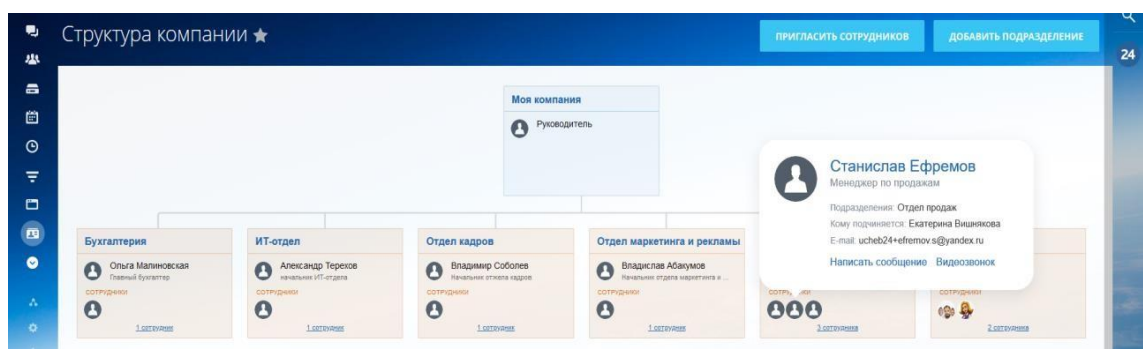 Структура компании
ПРИГЛАСИТЬ СОТРУДНИКОВ
ДОБАВИТЬ ПОДРАЗДЕЛЕНИЕ
24
Моя компания
Руководитель
Станислав Ефремов
Менеджер по продажам
Подразделения: Отдел продаж
Кому подчиняется: Екатерина Вишнякова
E-mail: ucheb24+efremov.s@yandex.ru
Написать сообщение Видеозвонок
Бухгалтерия
Ольга Малиновская
Главный бухгалтер
СОТРУДНИКИ
1 сотрудник
ИТ-отдел
Александр Терехов
начальник ИТ-отдела
СОТРУДНИКИ
1 сотрудник
Отдел кадров
Владимир Соболев
Начальник отдела кадров
СОТРУДНИКИ
1 сотрудник
Отдел маркетинга и рекламы
Владислав Абакумов
Начальник отдела маркетинга и ...
СОТРУДНИКИ
1 сотрудник
3 сотрудника
СОТРУДНИКИ
2 сотрудника